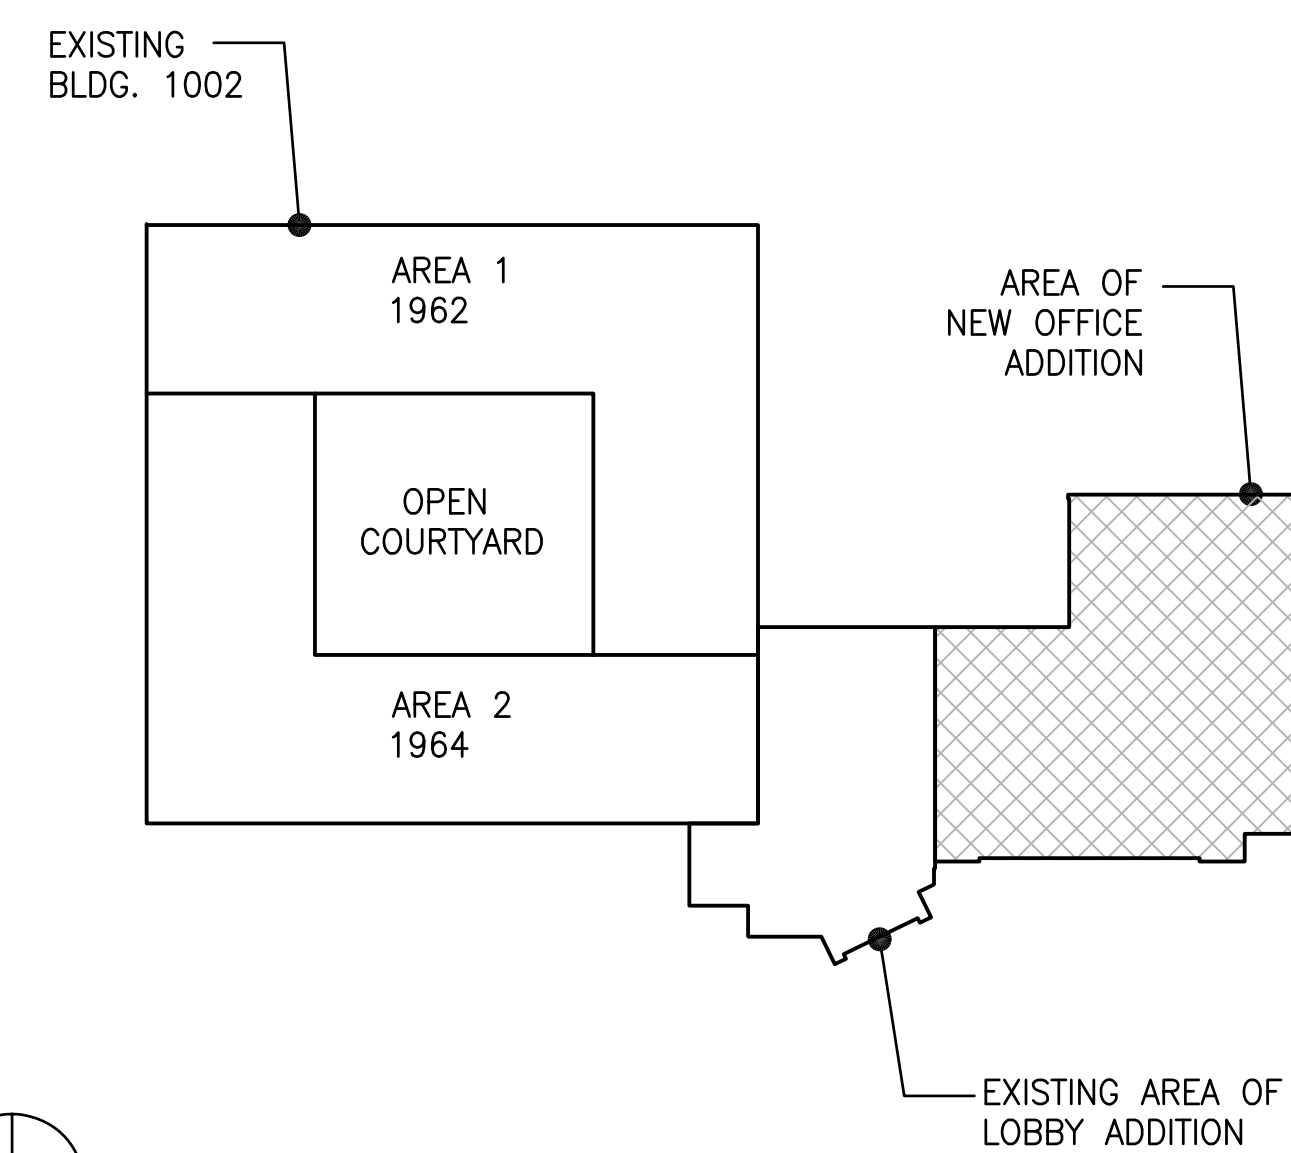 EXISTING
BLDG. 1002
AREA 1
1962
AREA OF
NEW OFFICE
ADDITION
OPEN
COURTYARD
AREA 2
1964
EXISTING AREA OF
LOBBY ADDITION